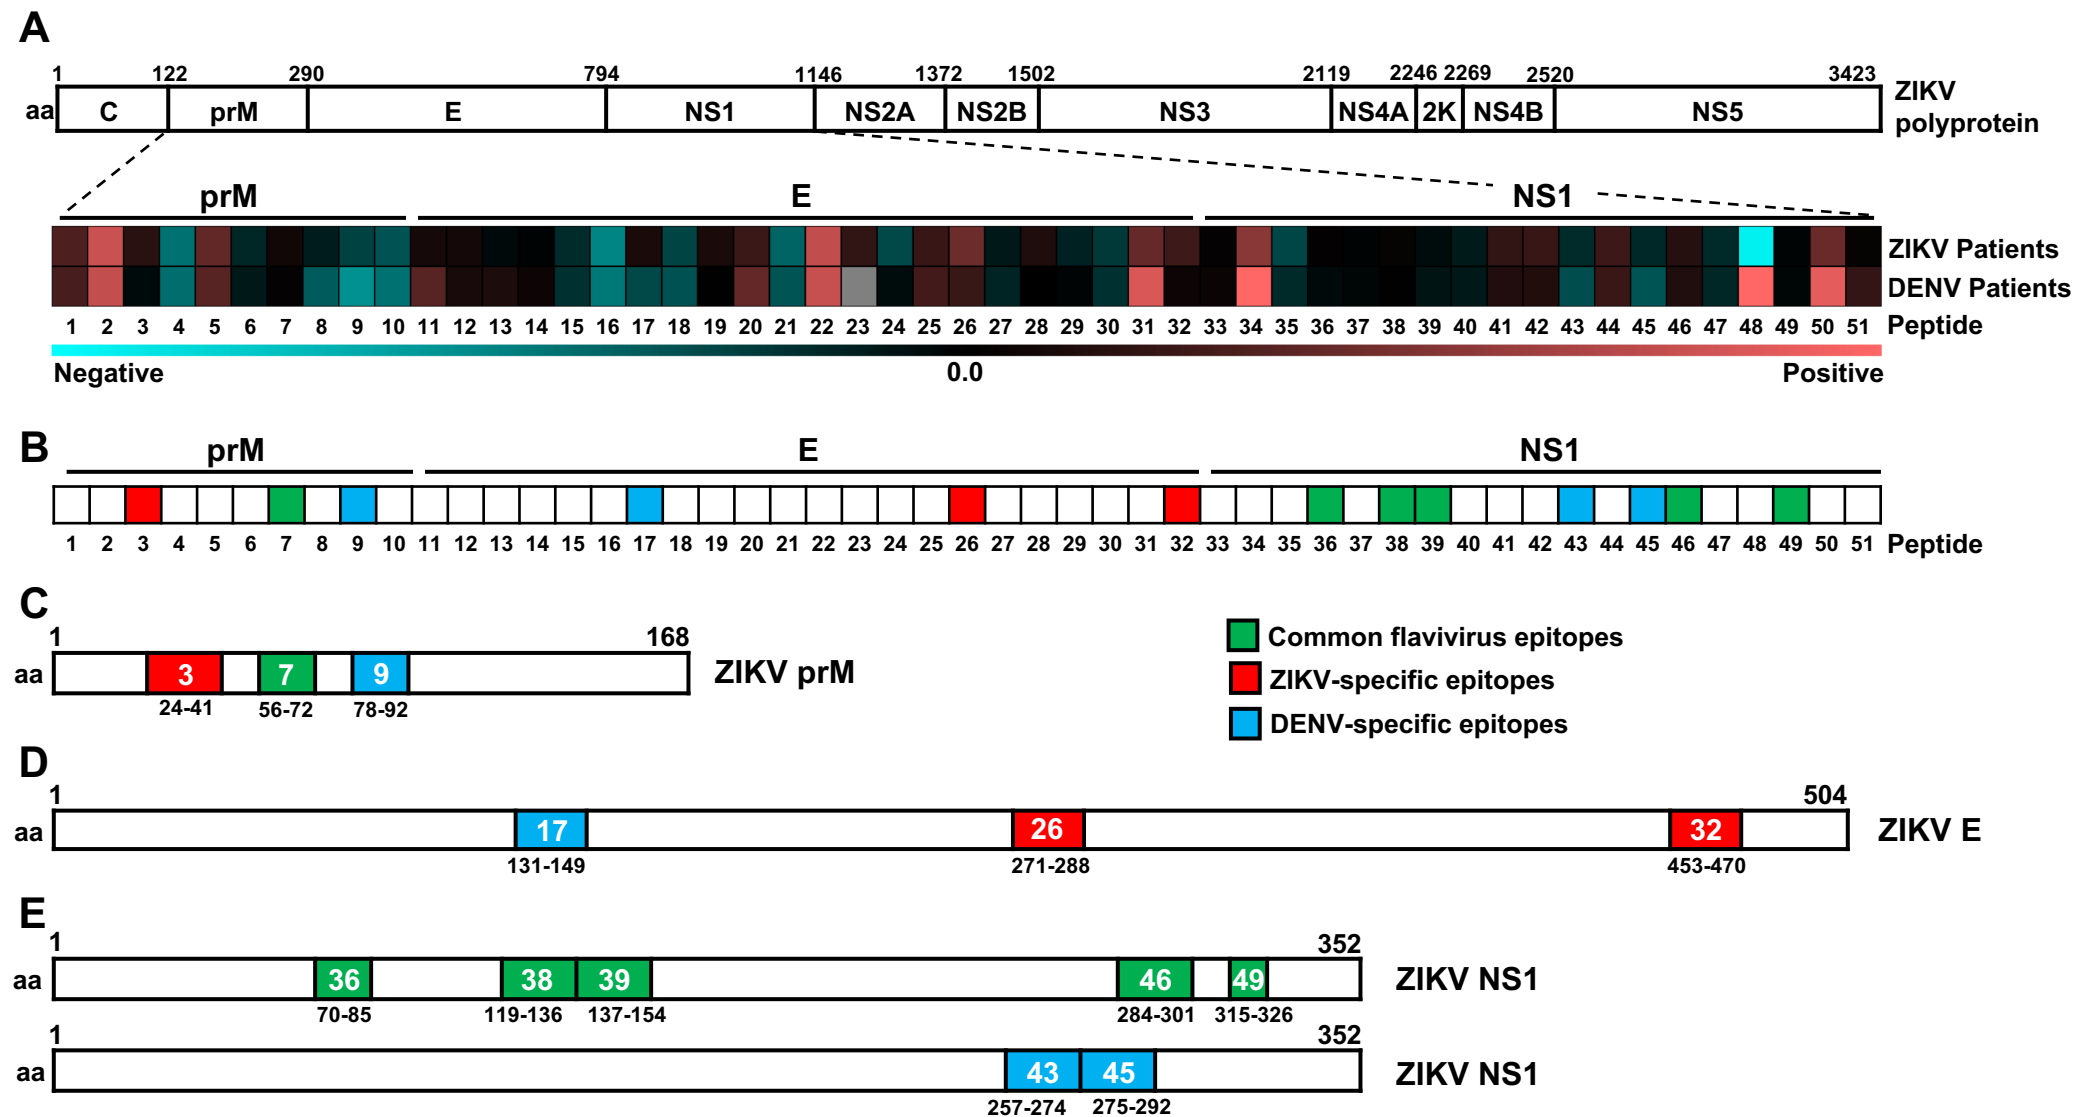 A
1 122 290 794 1146 1372 1502 2119 2246 2269 2520 3423
aa C prM E NS1 NS2A NS2B NS3 NS4A 2K NS4B NS5 ZIKV
polyprotein
prM E NS1
ZIKV Patients
DENV Patients
1 2 3 4 5 6 7 8 9 10 11 12 13 14 15 16 17 18 19 20 21 22 23 24 25 26 27 28 29 30 31 32 33 34 35 36 37 38 39 40 41 42 43 44 45 46 47 48 49 50 51 Peptide
Negative 0.0 Positive
B
prM E NS1
1 2 3 4 5 6 7 8 9 10 11 12 13 14 15 16 17 18 19 20 21 22 23 24 25 26 27 28 29 30 31 32 33 34 35 36 37 38 39 40 41 42 43 44 45 46 47 48 49 50 51 Peptide
C
1 168
aa 3 7 9 ZIKV prM
24-41 56-72 78-92
Common flavivirus epitopes
ZIKV-specific epitopes
DENV-specific epitopes
D
1 504
aa 17 26 32 ZIKV E
131-149 271-288 453-470
E
1 352
aa 36 38 39 46 49 ZIKV NS1
70-85 119-136 137-154 284-301 315-326
1 352
aa 43 45 ZIKV NS1
257-274 275-292